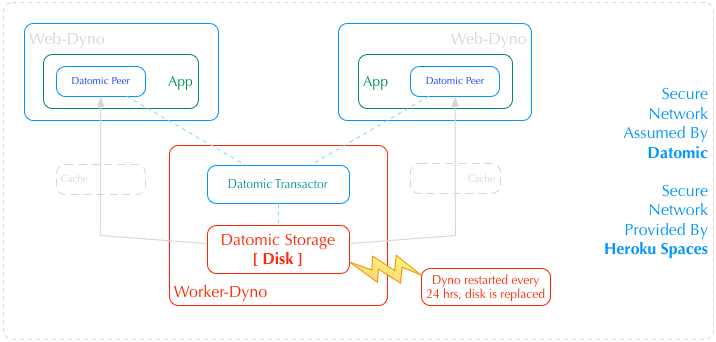 Web-Dyno
Datomic Peer
App
Web-Dyno
App
Datomic Peer
Cache
Cache
Datomic Transactor
Datomic Storage
[ Disk ]
Worker-Dyno
Dyno restarted every
24 hrs, disk is replaced
Secure
Network
Assumed By
Datomic
Secure
Network
Provided By
Heroku Spaces